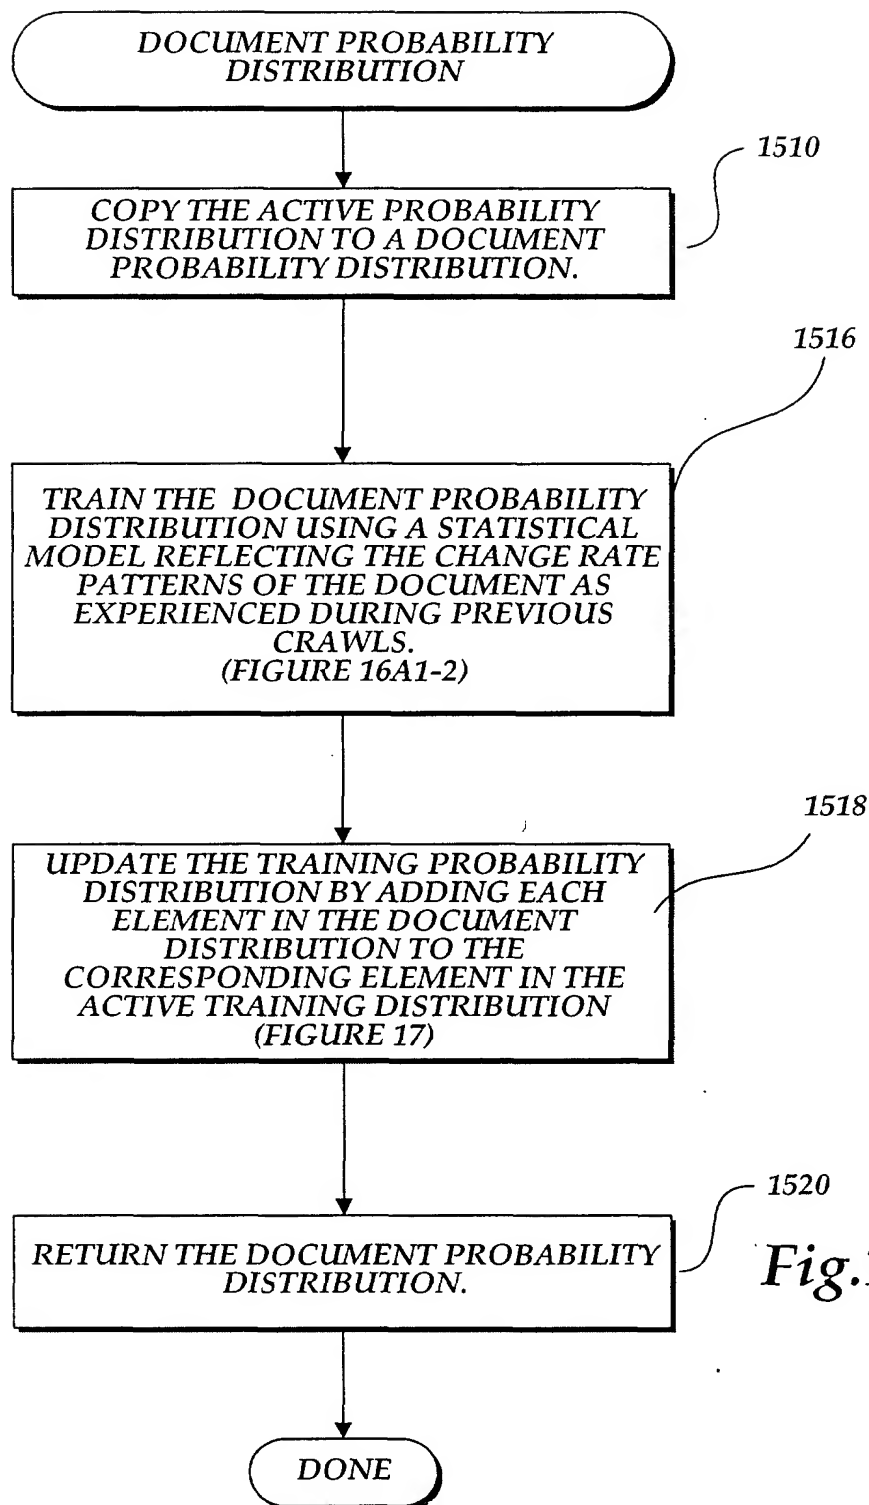 DOCUMENT PROBABILITY
DISTRIBUTION
1510
COPY THE ACTIVE PROBABILITY
DISTRIBUTION TO A DOCUMENT
PROBABILITY DISTRIBUTION.
1516
TRAIN THE DOCUMENT PROBABILITY
DISTRIBUTION USING A STATISTICAL
MODEL REFLECTING THE CHANGE RATE
PATTERNS OF THE DOCUMENT AS
EXPERIENCED DURING PREVIOUS
CRAWLS.
(FIGURE 16A1-2)
1518
UPDATE THE TRAINING PROBABILITY
DISTRIBUTION BY ADDING EACH
ELEMENT IN THE DOCUMENT
DISTRIBUTION TO THE
CORRESPONDING ELEMENT IN THE
ACTIVE TRAINING DISTRIBUTION
(FIGURE 17)
1520
RETURN THE DOCUMENT PROBABILITY
DISTRIBUTION.
Fig.
DONE